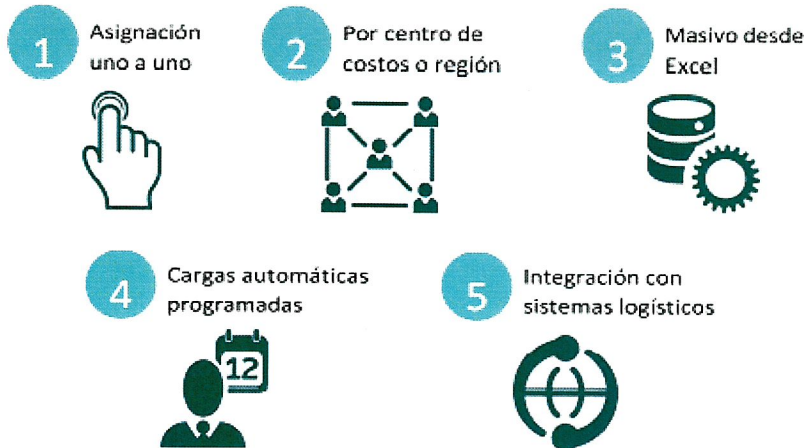 1
Asignación
uno a uno
2
Por centro de
costos o región
3
Masivo desde
Excel
4
Cargas automáticas
programadas
12
5
Integración con
sistemas logísticos